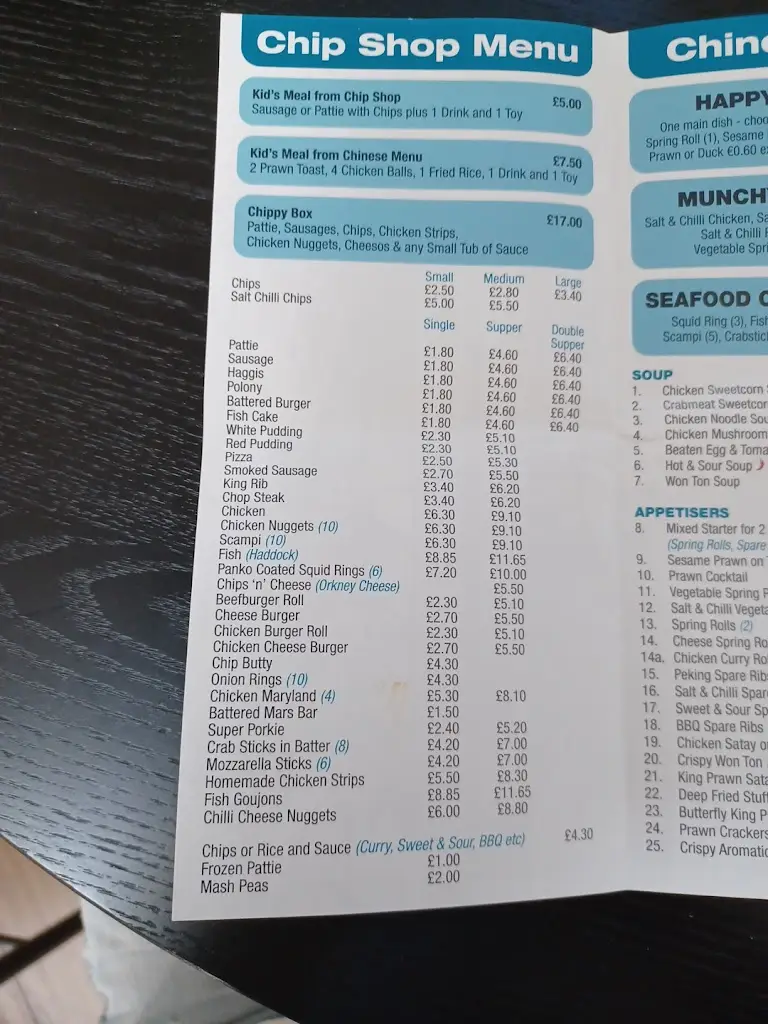 Chip Shop Menu
Kid's Meal from Chip Shop £5.00
Sausage or Pattie with Chips plus 1 Drink and 1 Toy
Kid's Meal from Chinese Menu £7.50
2 Prawn Toast, 4 Chicken Balls, 1 Fried Rice, 1 Drink and 1 Toy
Chippy Box £17.00
Pattie, Sausages, Chips, Chicken Strips,
Chicken Nuggets, Cheesos & any Small Tub of Sauce
Small Medium Large
Chips £2.50 £2.80 £3.40
Salt Chilli Chips £5.00 £5.50
Single Supper Double
Supper
Pattie £1.80 £4.60 £6.40
Sausage £1.80 £4.60 £6.40
Haggis £1.80 £4.60 £6.40
Polony £1.80 £4.60 £6.40
Battered Burger £1.80 £4.60 £6.40
Fish Cake £1.80 £4.60 £6.40
White Pudding £2.30 £5.10
Red Pudding £2.30 £5.10
Pizza £2.50 £5.30
Smoked Sausage £2.70 £5.50
King Rib £3.40 £6.20
Chop Steak £3.40 £6.20
Chicken £6.30 £9.10
Chicken Nuggets (10) £6.30 £9.10
Scampi (10) £6.30 £9.10
Fish (Haddock) £8.85 £11.65
Panko Coated Squid Rings (6) £7.20 £10.00
Chips 'n' Cheese (Orkney Cheese) £5.50
Beefburger Roll £2.30 £5.10
Cheese Burger £2.70 £5.50
Chicken Burger Roll £2.30 £5.10
Chicken Cheese Burger £2.70 £5.50
Chip Butty £4.30
Onion Rings (10) £4.30
Chicken Maryland (4) £5.30 £8.10
Battered Mars Bar £1.50
Super Porkie £2.40 £5.20
Crab Sticks in Batter (8) £4.20 £7.00
Mozzarella Sticks (6) £4.20 £7.00
Homemade Chicken Strips £5.50 £8.30
Fish Goujons £8.85 £11.65
Chilli Cheese Nuggets £6.00 £8.80
Chips or Rice and Sauce (Curry, Sweet & Sour, BBQ etc) £4.30
Frozen Pattie £1.00
Mash Peas £2.00
Chin
HAPPY
One main dish - choo
Spring Roll (1), Sesame
Prawn or Duck €0.60 e
MUNCH
Salt & Chilli Chicken, Sa
Salt & Chilli
Vegetable Spri
SEAFOOD
Squid Ring (3), Fish
Scampi (5), Crabstick
SOUP
1. Chicken Sweetcorn
2. Crabmeat Sweetcor
3. Chicken Noodle Sou
4. Chicken Mushroom
5. Beaten Egg & Toma
6. Hot & Sour Soup
7. Won Ton Soup
APPETISERS
8. Mixed Starter for 2
(Spring Rolls, Spare
9. Sesame Prawn on
10. Prawn Cocktail
11. Vegetable Spring
12. Salt & Chilli Vegeta
13. Spring Rolls (2)
14. Cheese Spring Ro
14a. Chicken Curry Ro
15. Peking Spare Rib
16. Salt & Chilli Spar
17. Sweet & Sour Sp
18. BBQ Spare Ribs
19. Chicken Satay o
20. Crispy Won Ton
21. King Prawn Sata
22. Deep Fried Stuf
23. Butterfly King P
24. Prawn Crackers
25. Crispy Aromatic